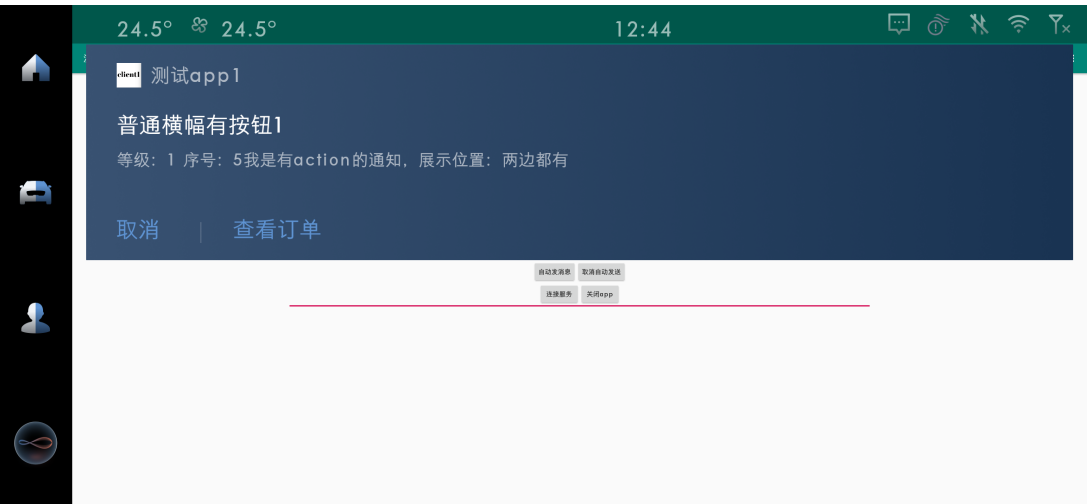 24.5° 24.5° 12:44
client1 测试app1
普通横幅有按钮1
等级：1 序号：5我是有action的通知，展示位置：两边都有
取消 | 查看订单
自动发消息 取消自动发送
连接服务 关闭app